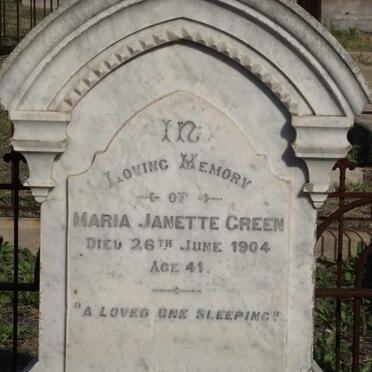 IN
LOVING MEMORY
OF
MARIA JANETTE GREEN
DIED 26TH JUNE 1904
AGE 41.
"A LOVED ONE SLEEPING"